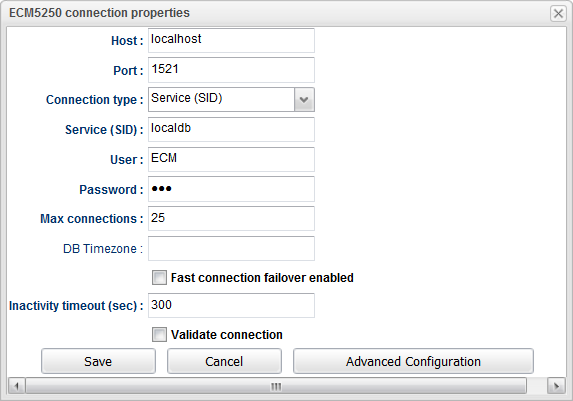 ECM5250 connection properties
Host : localhost
Port : 1521
Connection type : Service (SID)
Service (SID) : localdb
User : ECM
Password : ●●●
Max connections : 25
DB Timezone :
Fast connection failover enabled
Inactivity timeout (sec) : 300
Validate connection
Save Cancel Advanced Configuration